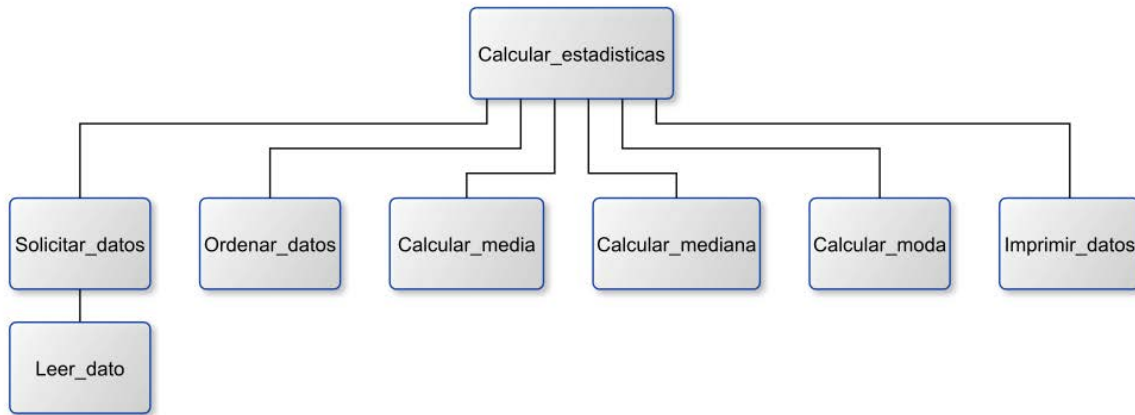 Calcular_estadisticas
Solicitar_datos
Ordenar_datos
Calcular_media
Calcular_mediana
Calcular_moda
Imprimir_datos
Leer_dato